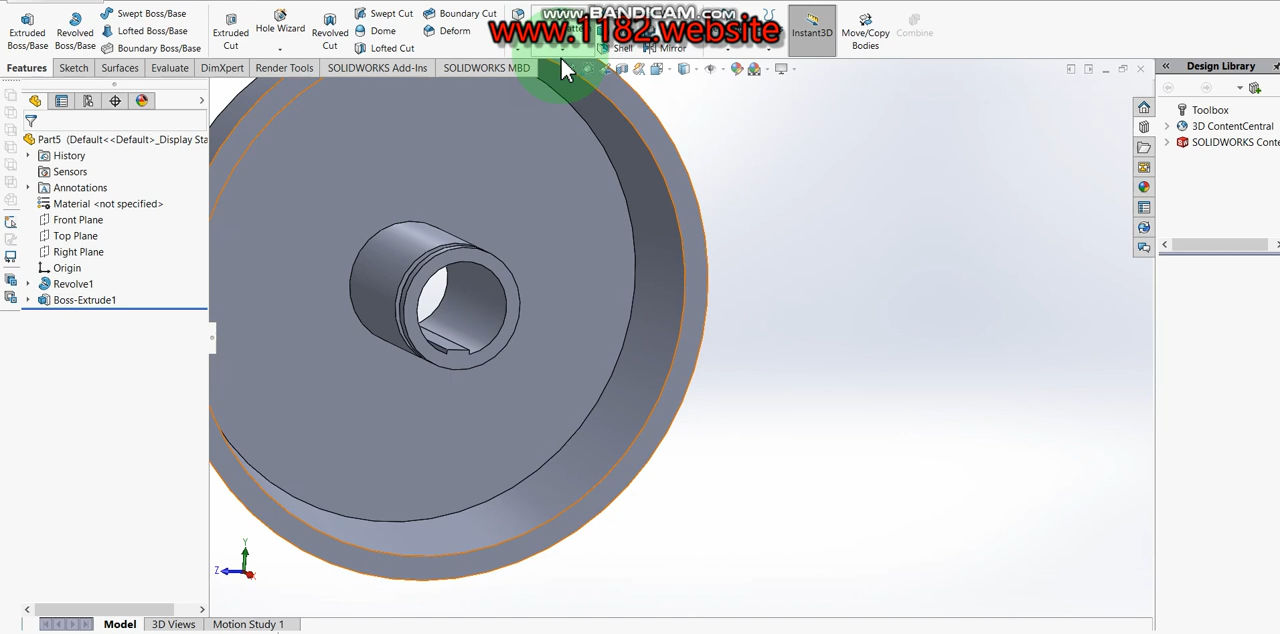 www.BANDICAM.com
www.1182.website
Extruded Boss/Base
Revolved Boss/Base
Swept Boss/Base
Lofted Boss/Base
Boundary Boss/Base
Extruded Cut
Hole Wizard
Revolved Cut
Swept Cut
Dome
Lofted Cut
Boundary Cut
Deform
Shell
Mirror
Instant3D
Move/Copy Bodies
Combine
Features
Sketch
Surfaces
Evaluate
DimXpert
Render Tools
SOLIDWORKS Add-Ins
SOLIDWORKS MBD
Part5 (Default<<Default>_Display Sta
History
Sensors
Annotations
Material <not specified>
Front Plane
Top Plane
Right Plane
Origin
Revolve1
Boss-Extrude1
Y
Z
X
Design Library
Toolbox
3D ContentCentral
SOLIDWORKS Conte
Model
3D Views
Motion Study 1